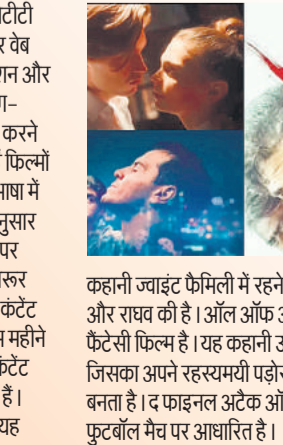 टीटी
र वेब
शन और
ग-
करने
फिल्मों
भाषा में
नुसार
पर
रूर
कंटेंट
महीने
कंटेंट
हैं।
यह
कहानी ज्वाइंट फैमिली में रहने
और राघव की है। ऑल ऑफ
फैंटेसी फिल्म है। यह कहानी उ
जिसका अपने रहस्यमयी पड़ोर
बनता है। द फाइनल अटैक ऑ
फुटबॉल मैच पर आधारित है।